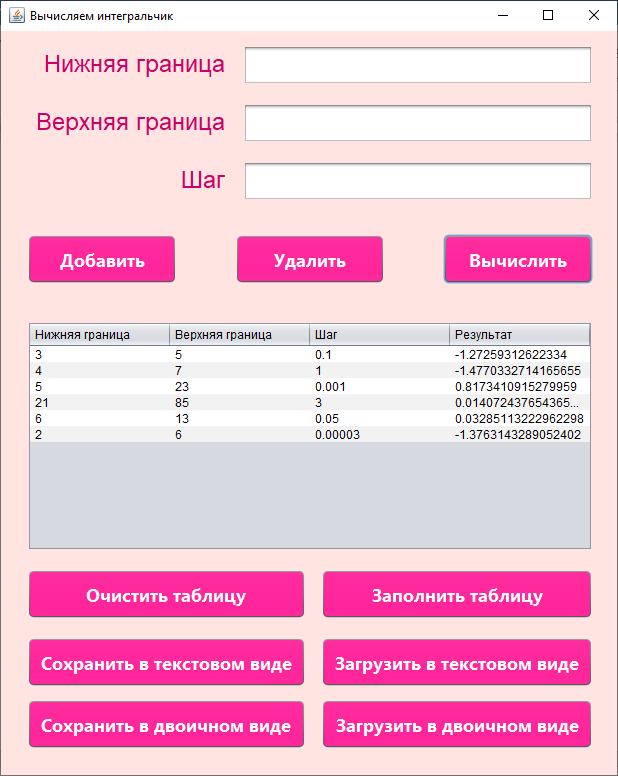 Вычисляем интегральчик
Нижняя граница
Верхняя граница
Шаг
Добавить Удалить Вычислить
Нижняя граница Верхняя граница Шаг Результат
3 5 0.1 -1.27259312622334
4 7 1 -1.4770332714165655
5 23 0.001 0.8173410915279959
21 85 3 0.014072437654365...
6 13 0.05 0.03285113222962298
2 6 0.00003 -1.3763143289052402
Очистить таблицу Заполнить таблицу
Сохранить в текстовом виде Загрузить в текстовом виде
Сохранить в двоичном виде Загрузить в двоичном виде